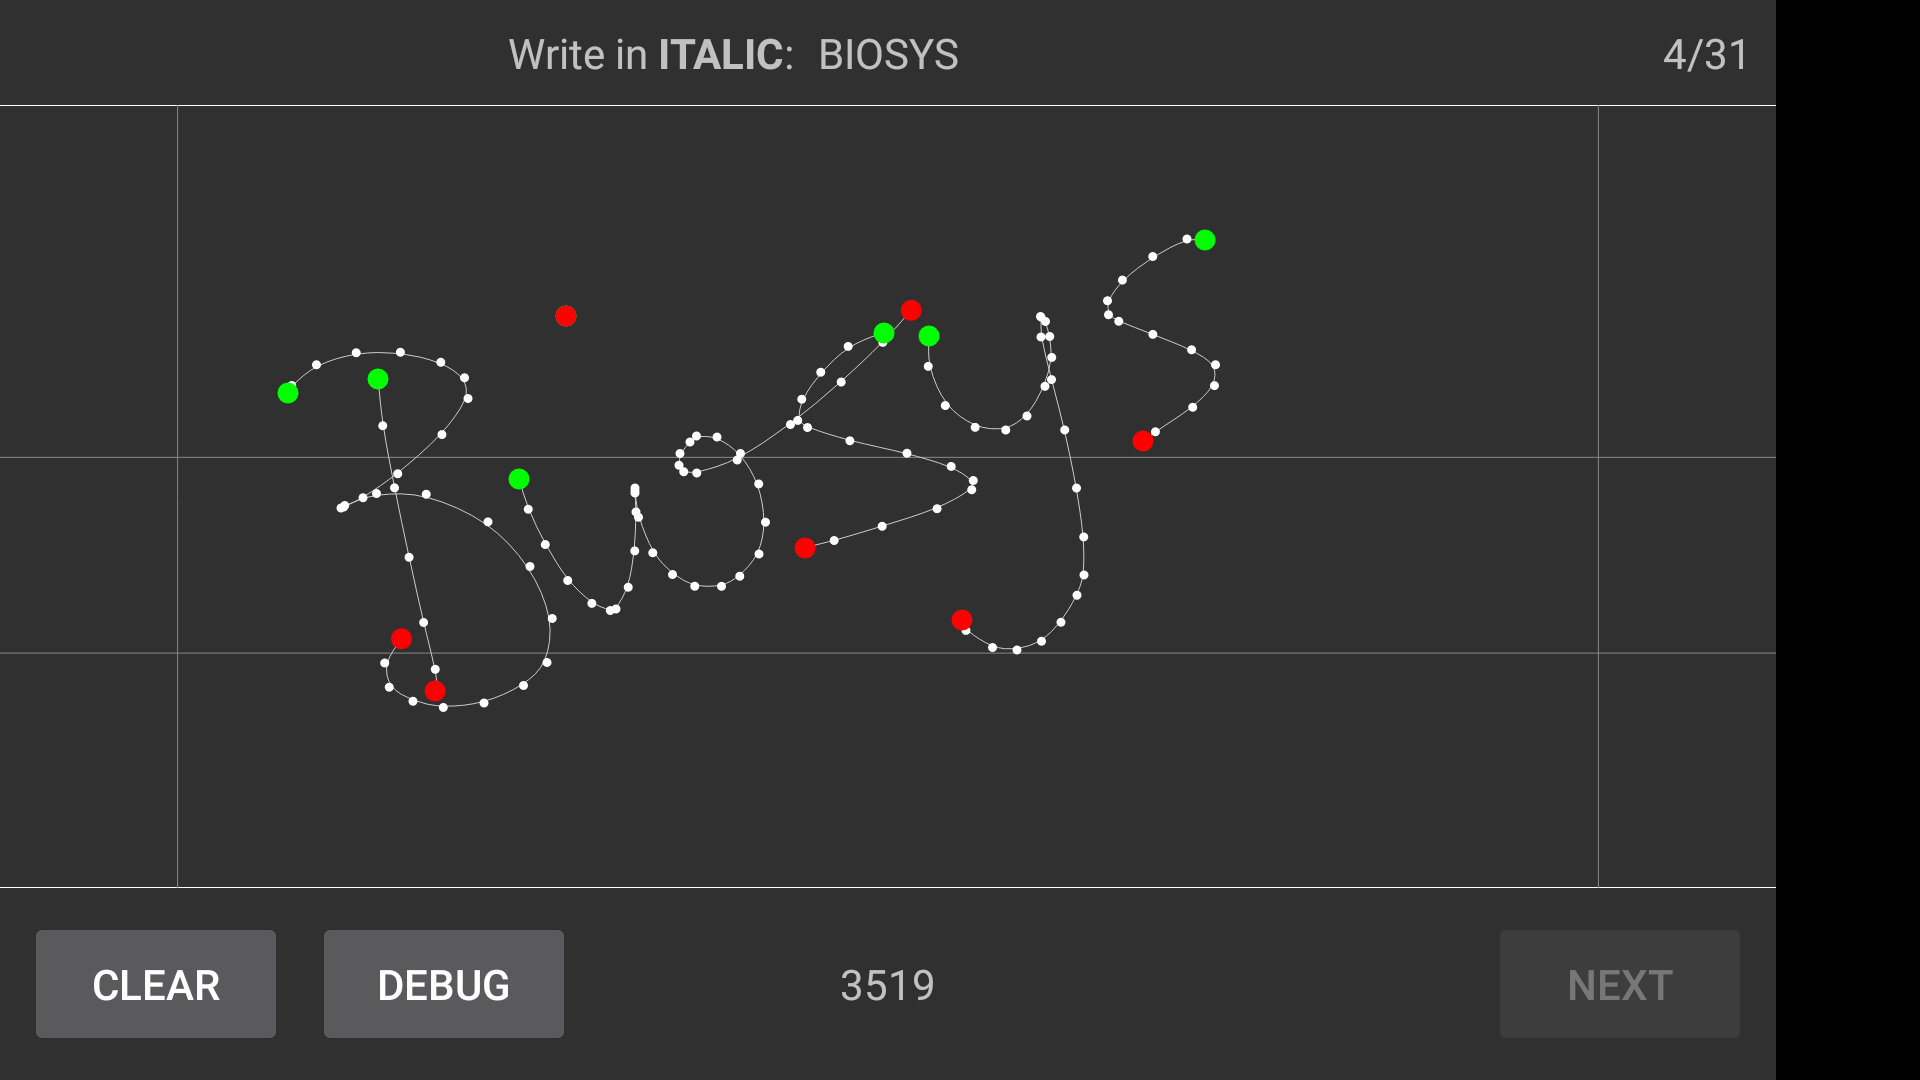 Write in ITALIC: BIOSYS
4/31
Biosys
CLEAR
DEBUG
3519
NEXT